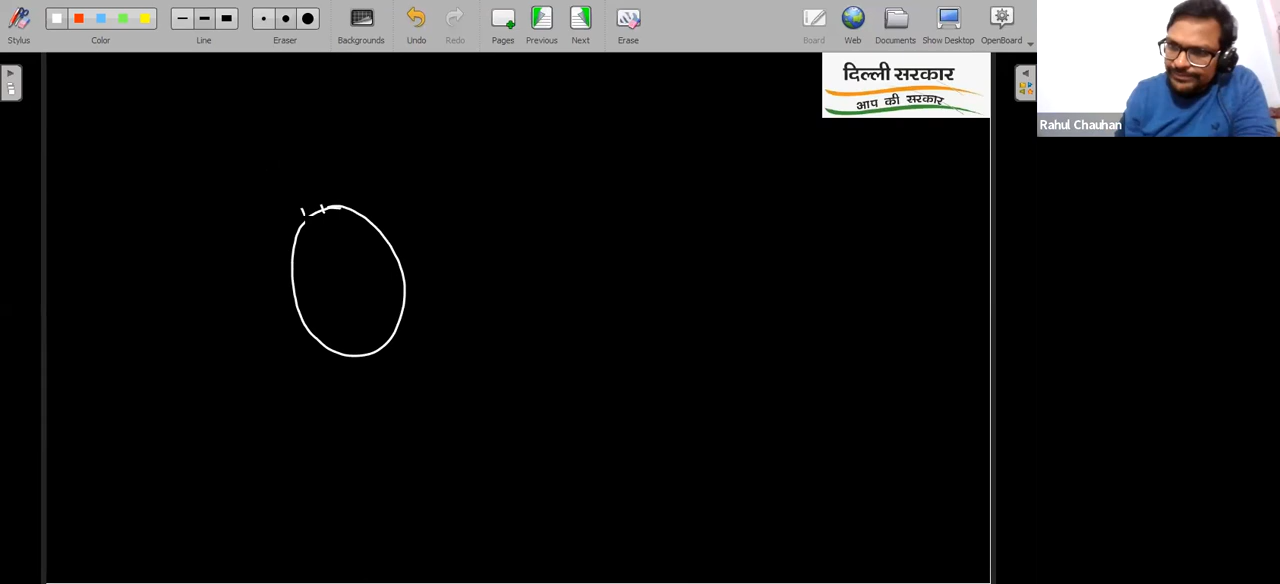 Stylus
Color
Line
Eraser
Backgrounds
Undo
Redo
Pages
Previous
Next
Erase
Board
Web
Documents
Show Desktop
OpenBoard
दिल्ली सरकार
आप की सरकार
Rahul Chauhan